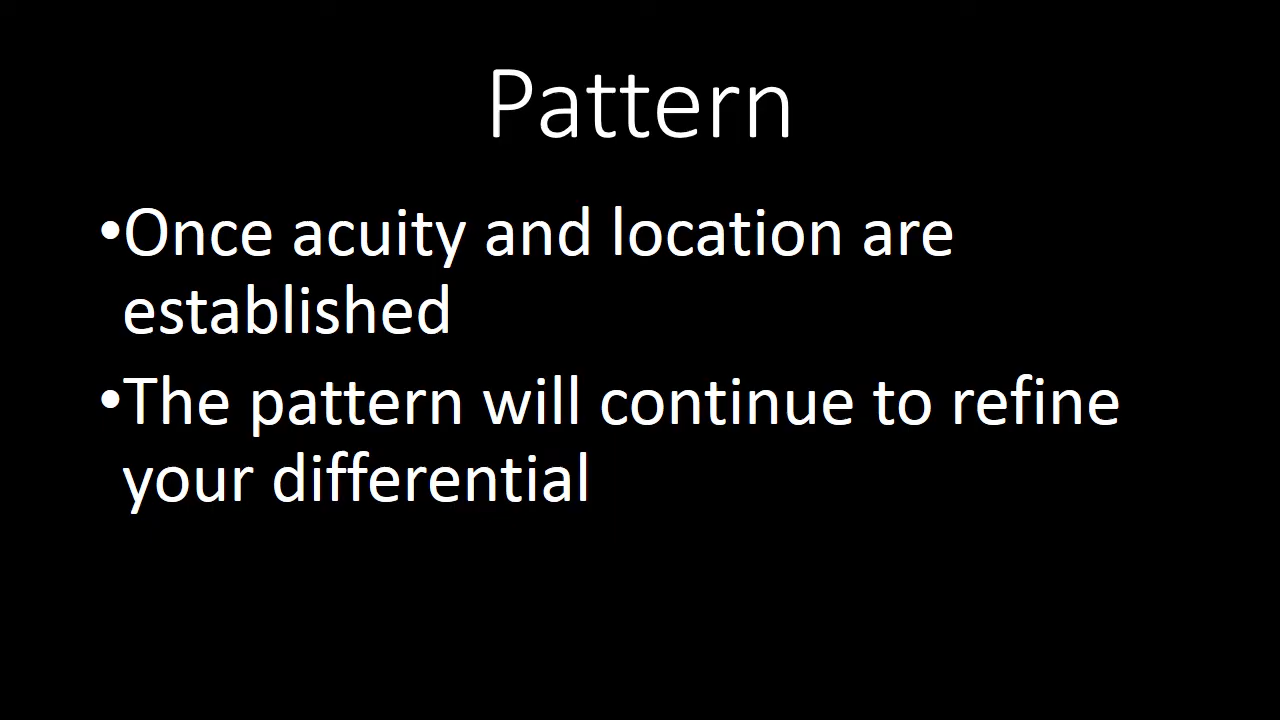 Pattern
•Once acuity and location are
established
•The pattern will continue to refine
your differential